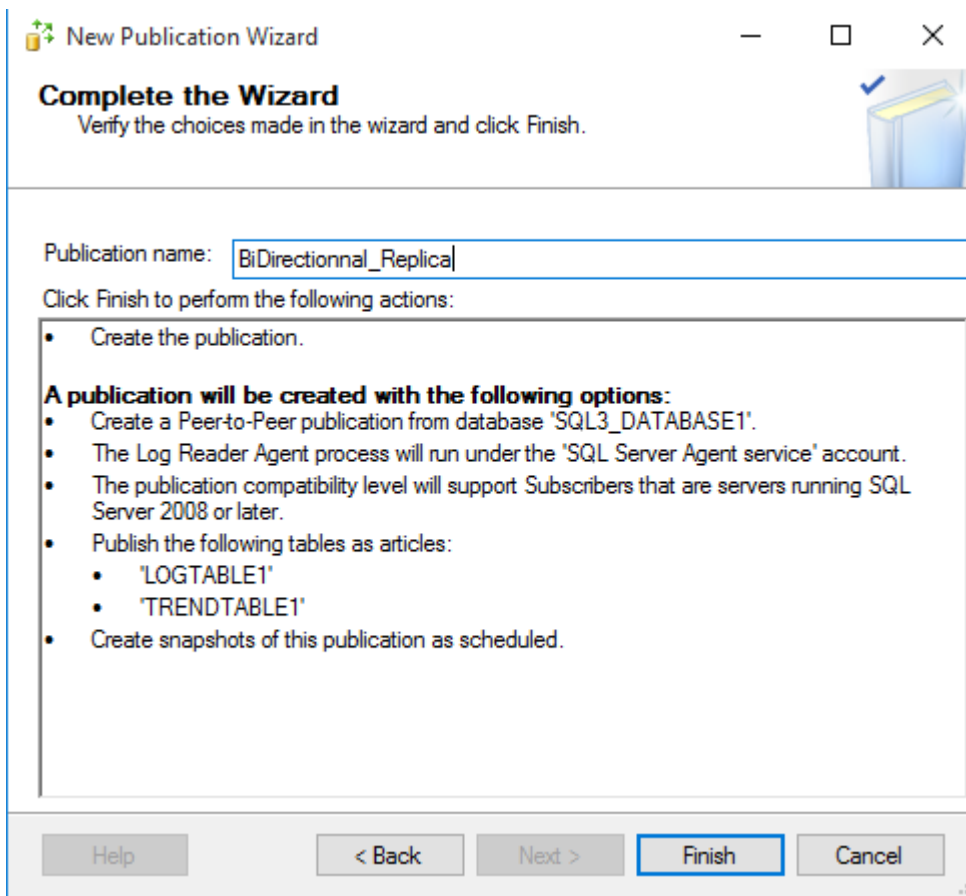 New Publication Wizard
Complete the Wizard
Verify the choices made in the wizard and click Finish.
Publication name: BiDirectionnal_Replica
Click Finish to perform the following actions:
• Create the publication.
A publication will be created with the following options:
• Create a Peer-to-Peer publication from database 'SQL3_DATABASE1'.
• The Log Reader Agent process will run under the 'SQL Server Agent service' account.
• The publication compatibility level will support Subscribers that are servers running SQL
Server 2008 or later.
• Publish the following tables as articles:
• 'LOGTABLE1'
• 'TRENDTABLE1'
• Create snapshots of this publication as scheduled.
Help < Back Next > Finish Cancel